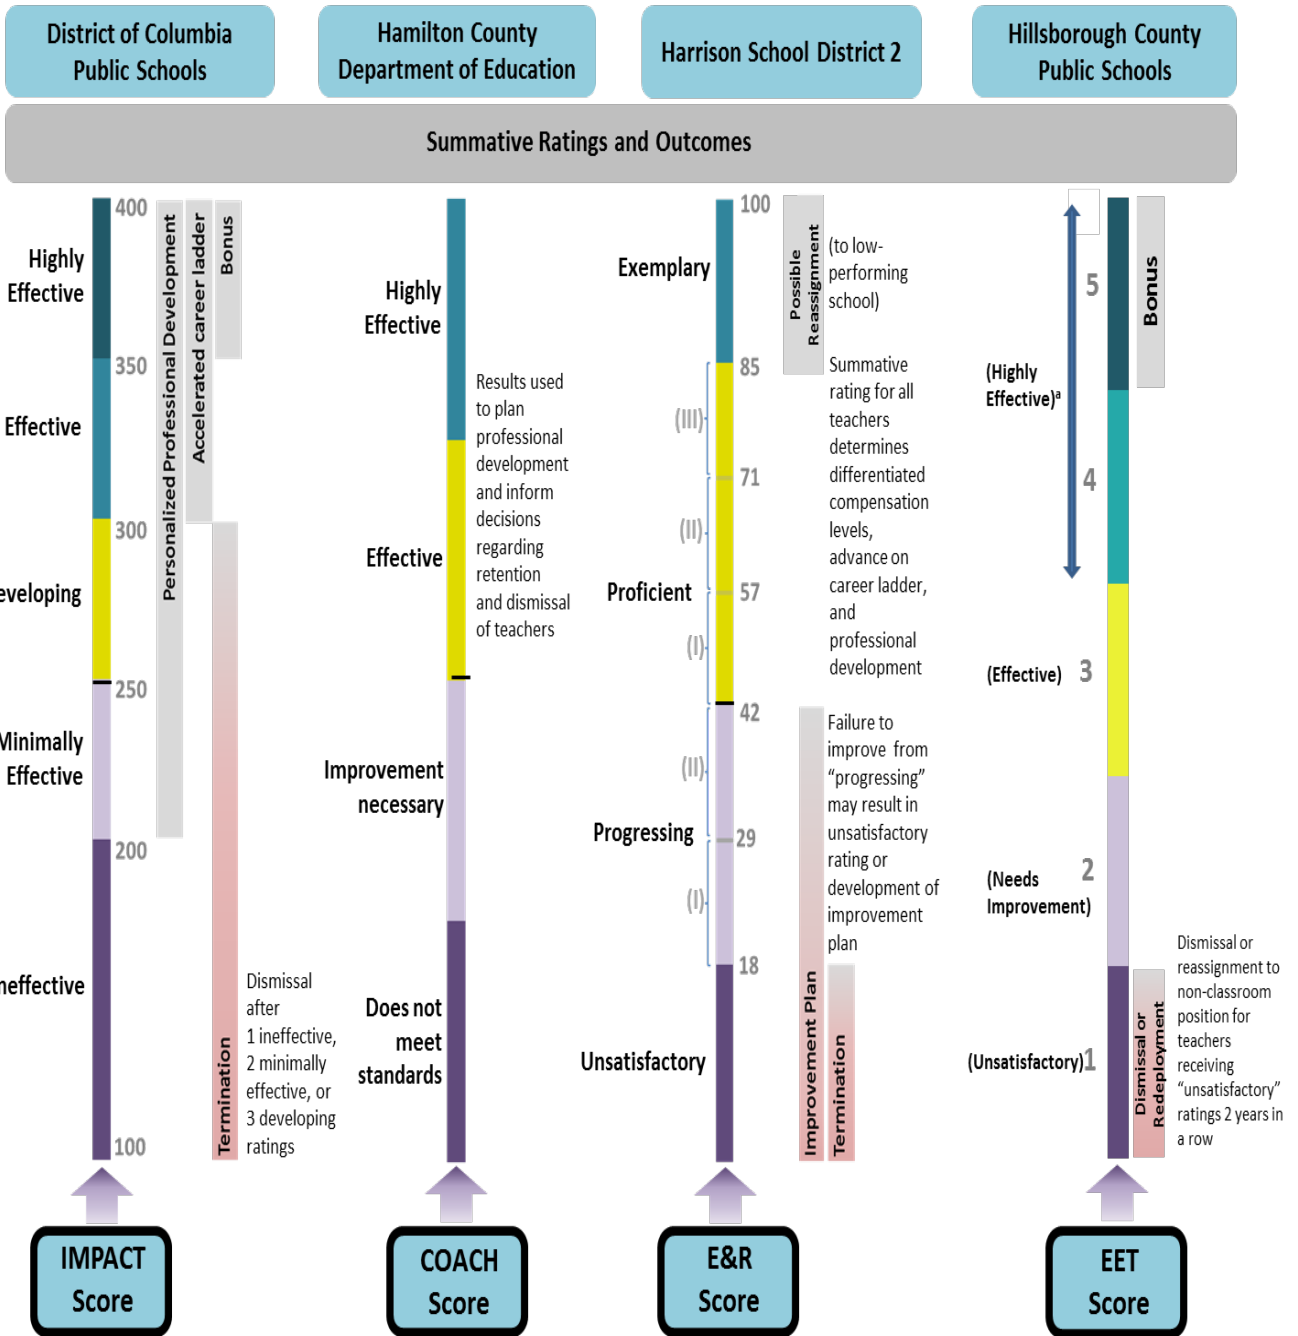 District of Columbia
Public Schools
Hamilton County
Department of Education
Harrison School District 2
Hillsborough County
Public Schools
Summative Ratings and Outcomes
400
Highly
Effective
350
Effective
300
eveloping
250
Minimally
Effective
200
neffective
100
Personalized Professional Development
Accelerated career ladder
Bonus
Termination
Dismissal
after
1 ineffective,
2 minimally
effective, or
3 developing
ratings
IMPACT
Score
Highly
Effective
Effective
Improvement
necessary
Does not
meet
standards
Results used
to plan
professional
development
and inform
decisions
regarding
retention
and dismissal
of teachers
COACH
Score
100
Exemplary
85
(III)
71
(II)
Proficient
57
(I)
42
(II)
Progressing
29
(I)
18
Unsatisfactory
Possible
Reassignment
(to low-
performing
school)
Summative
rating for all
teachers
determines
differentiated
compensation
levels,
advance on
career ladder,
and
professional
development
Failure to
improve from
“progressing”
may result in
unsatisfactory
rating or
development of
improvement
plan
Improvement Plan
Termination
E&R
Score
5
Bonus
(Highly
Effective)ª
4
(Effective) 3
2
(Needs
Improvement)
(Unsatisfactory) 1
Dismissal or
Redeployment
Dismissal or
reassignment to
non-classroom
position for
teachers
receiving
“unsatisfactory”
ratings 2 years in
a row
EET
Score